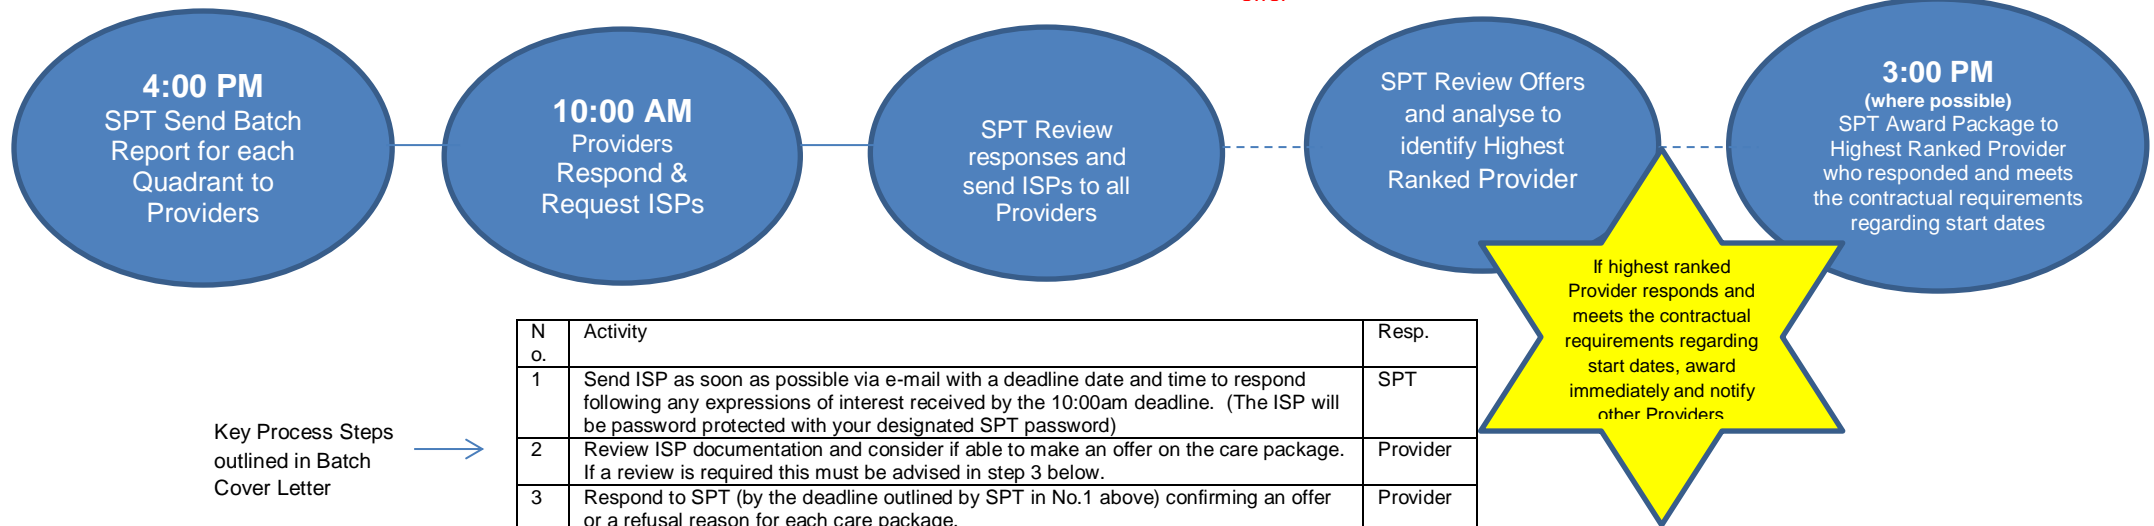 4:00 PM
SPT Send Batch
Report for each
Quadrant to
Providers
10:00 AM
Providers
Respond &
Request ISPs
SPT Review
responses and
send ISPs to all
Providers
SPT Review Offers
and analyse to
identify Highest
Ranked Provider
3:00 PM
(where possible)
SPT Award Package to
Highest Ranked Provider
who responded and meets
the contractual requirements
regarding start dates
If highest ranked
Provider responds and
meets the contractual
requirements regarding
start dates, award
immediately and notify
other Providers
Key Process Steps
outlined in Batch
Cover Letter
N
o.
Activity
Resp.
1
Send ISP as soon as possible via e-mail with a deadline date and time to respond
following any expressions of interest received by the 10:00am deadline. (The ISP will
be password protected with your designated SPT password)
SPT
2
Review ISP documentation and consider if able to make an offer on the care package.
If a review is required this must be advised in step 3 below.
Provider
3
Respond to SPT (by the deadline outlined by SPT in No.1 above) confirming an offer
or a refusal reason for each care package.
Provider